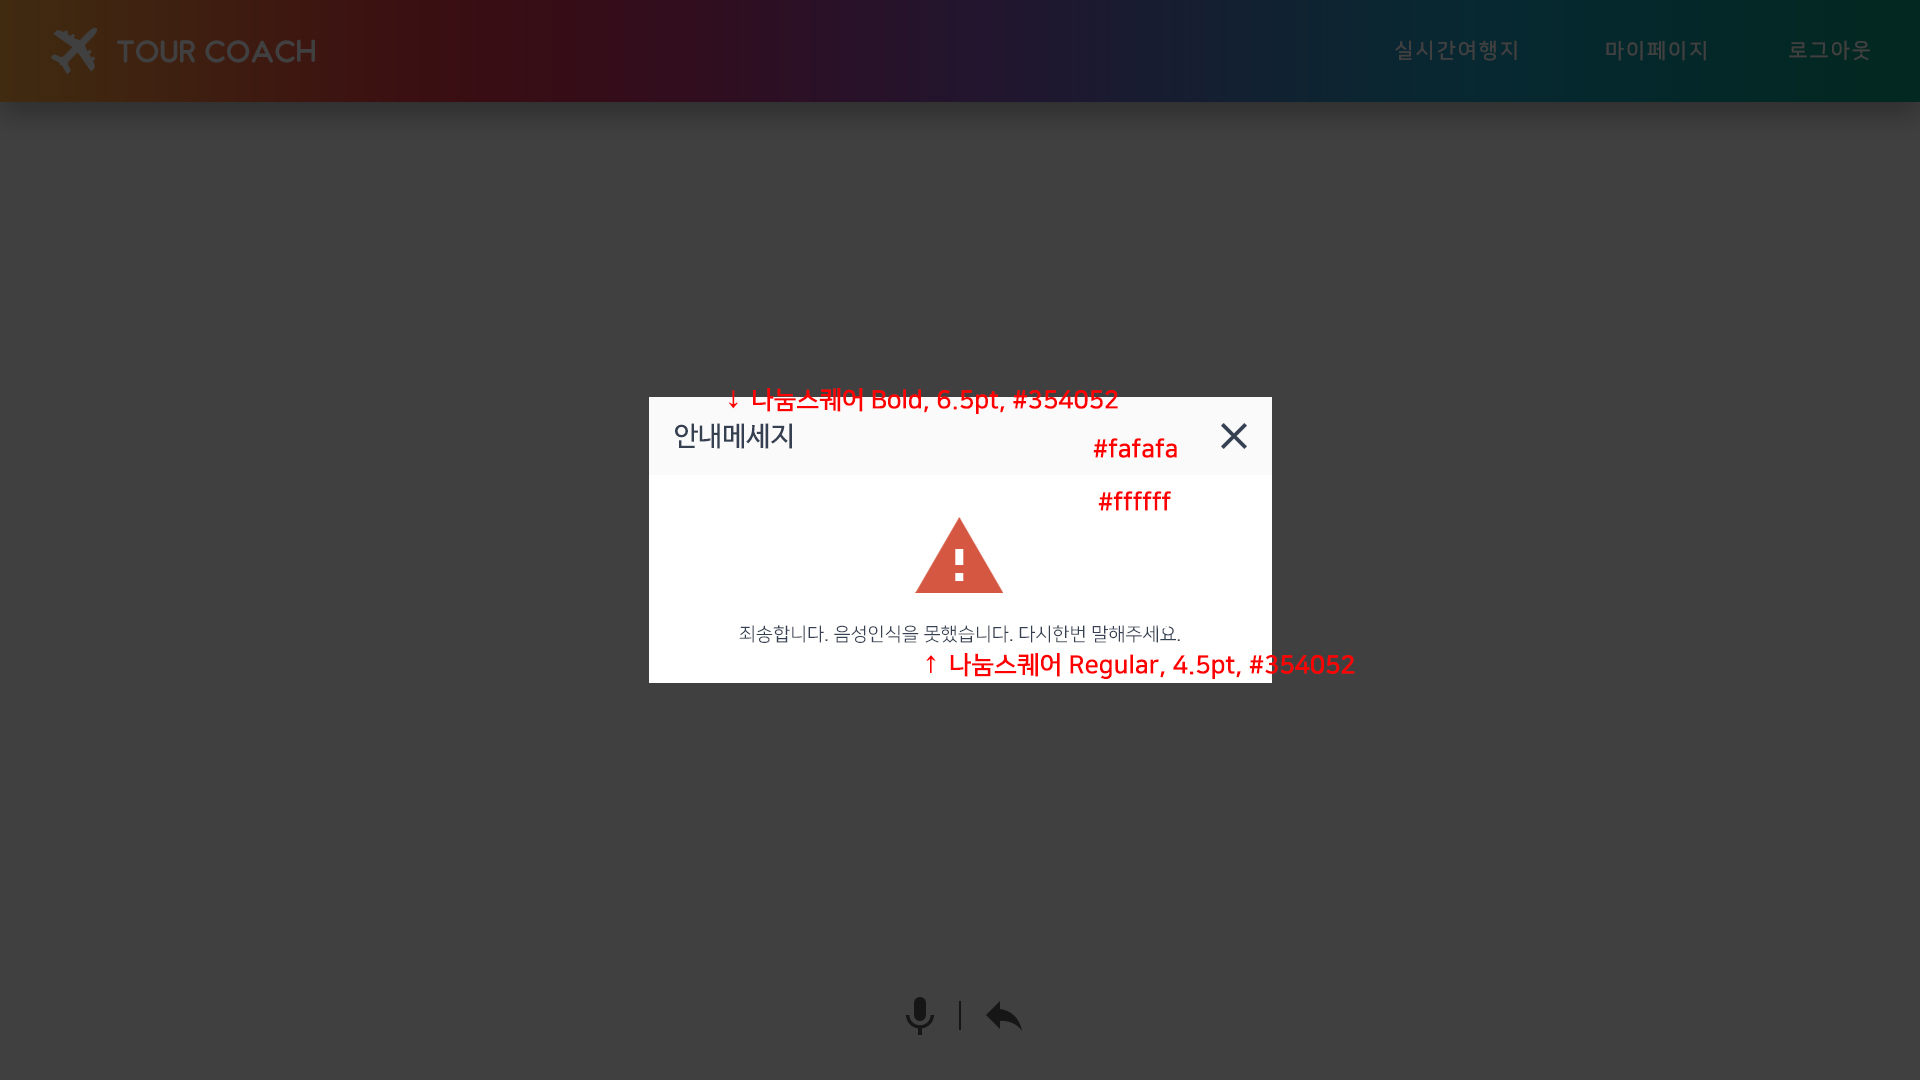 TOUR COACH
실시간여행지
마이페이지
로그아웃
↓ 나눔스퀘어 Bold, 6.5pt, #354052
안내메세지
#fafafa
#ffffff
죄송합니다. 음성인식을 못했습니다. 다시한번 말해주세요.
↑ 나눔스퀘어 Regular, 4.5pt, #354052